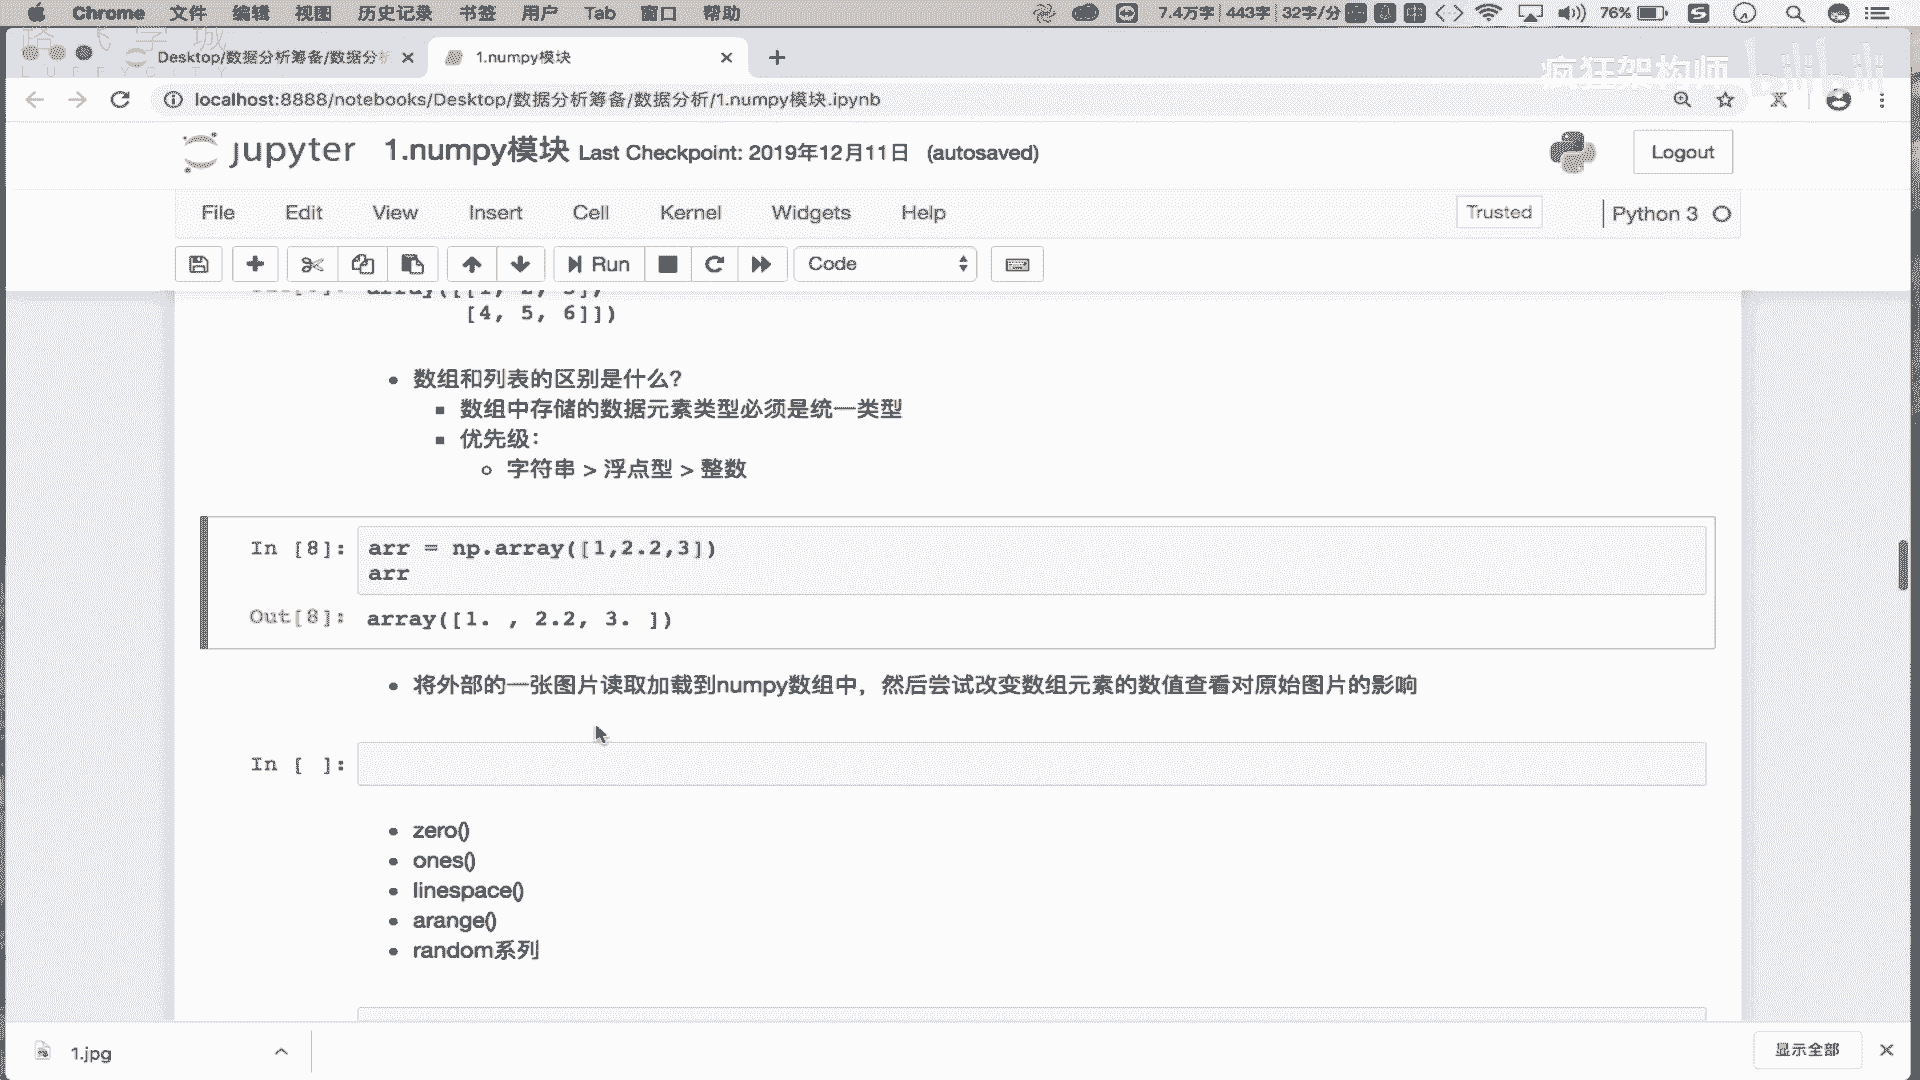 Chrome 文件 编辑 视图 历史记录 书签 用户 Tab 窗口 帮助 7.4万字 443字 32字/分 76%
路飞学城
LUFFYCITY
Desktop/数据分析筹备/数据分析
1.numpy模块
疯狂架构师 bilibili
localhost:8888/notebooks/Desktop/数据分析筹备/数据分析/1.numpy模块.ipynb
jupyter 1.numpy模块 Last Checkpoint: 2019年12月11日 (autosaved)
Logout
File Edit View Insert Cell Kernel Widgets Help
Trusted
Python 3
Run
Code
array([[1, 2, 3],
[4, 5, 6]])
数组和列表的区别是什么?
数组中存储的数据元素类型必须是统一类型
优先级:
字符串 > 浮点型 > 整数
In [8]: arr = np.array([1,2.2,3])
arr
Out[8]: array([1. , 2.2, 3. ])
将外部的一张图片读取加载到numpy数组中，然后尝试改变数组元素的数值查看对原始图片的影响
In [ ]:
zero()
ones()
linespace()
arange()
random系列
1.jpg
显示全部